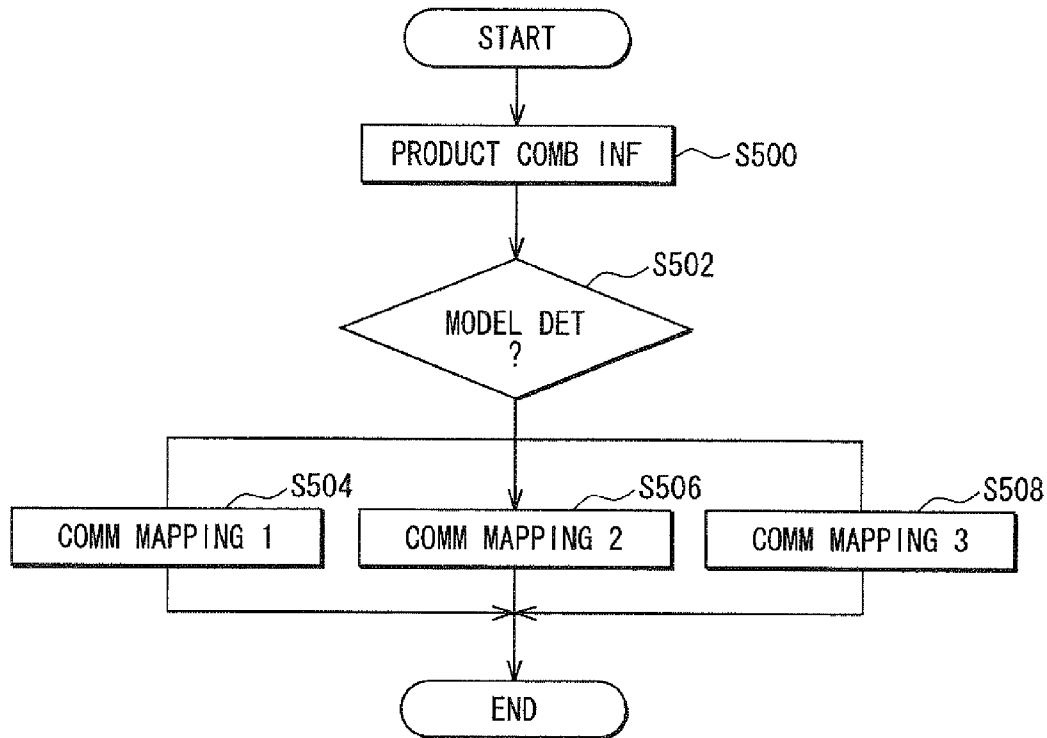 START
PRODUCT COMB INF
S500
S502
MODEL DET
?
S504
S506
S508
COMM MAPPING 1
COMM MAPPING 2
COMM MAPPING 3
END